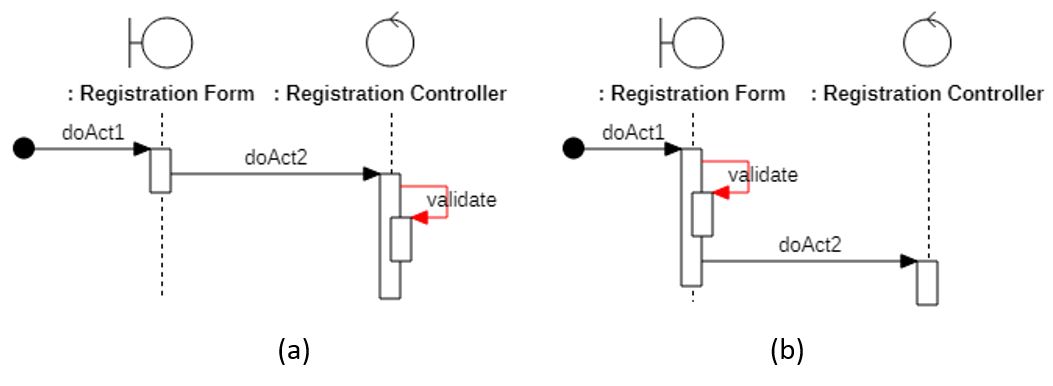 : Registration Form : Registration Controller
doAct1
doAct2
validate
(a)
: Registration Form : Registration Controller
doAct1
validate
doAct2
(b)